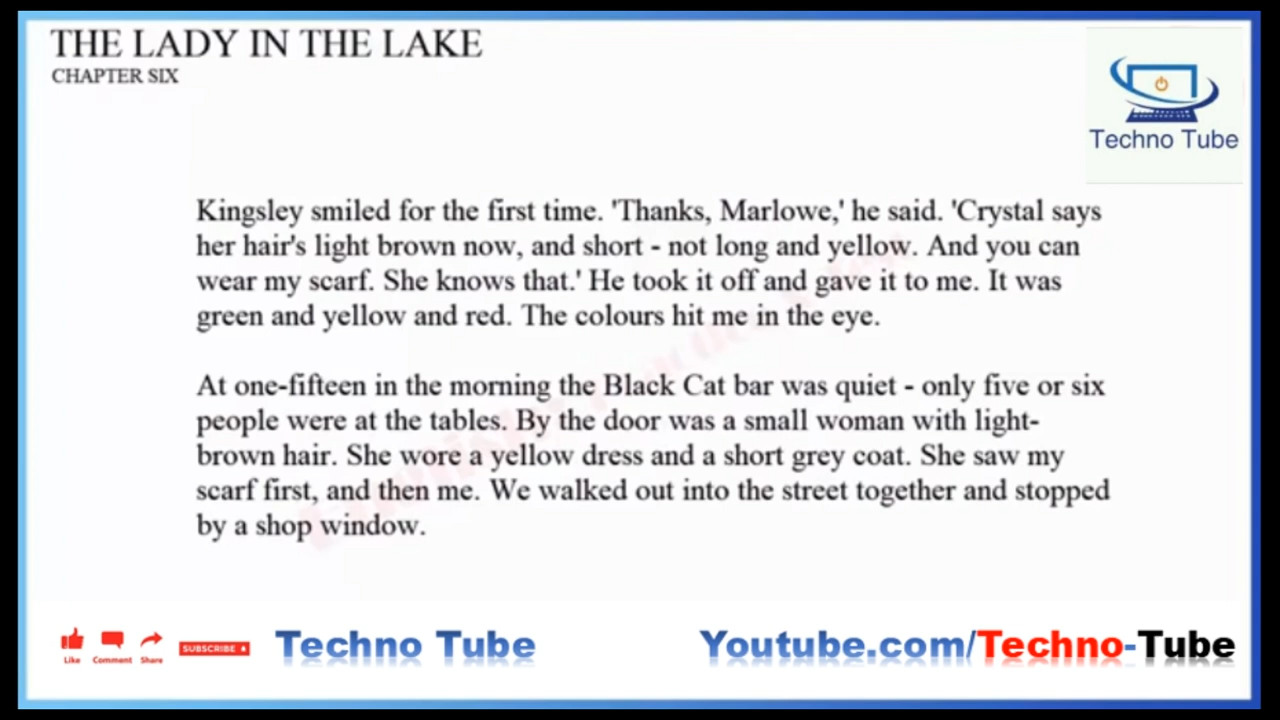 THE LADY IN THE LAKE
CHAPTER SIX
Techno Tube
Kingsley smiled for the first time. 'Thanks, Marlowe,' he said. 'Crystal says
her hair's light brown now, and short - not long and yellow. And you can
wear my scarf. She knows that.' He took it off and gave it to me. It was
green and yellow and red. The colours hit me in the eye.
At one-fifteen in the morning the Black Cat bar was quiet - only five or six
people were at the tables. By the door was a small woman with light-
brown hair. She wore a yellow dress and a short grey coat. She saw my
scarf first, and then me. We walked out into the street together and stopped
by a shop window.
Like Comment Share SUBSCRIBE Techno Tube Youtube.com/Techno-Tube